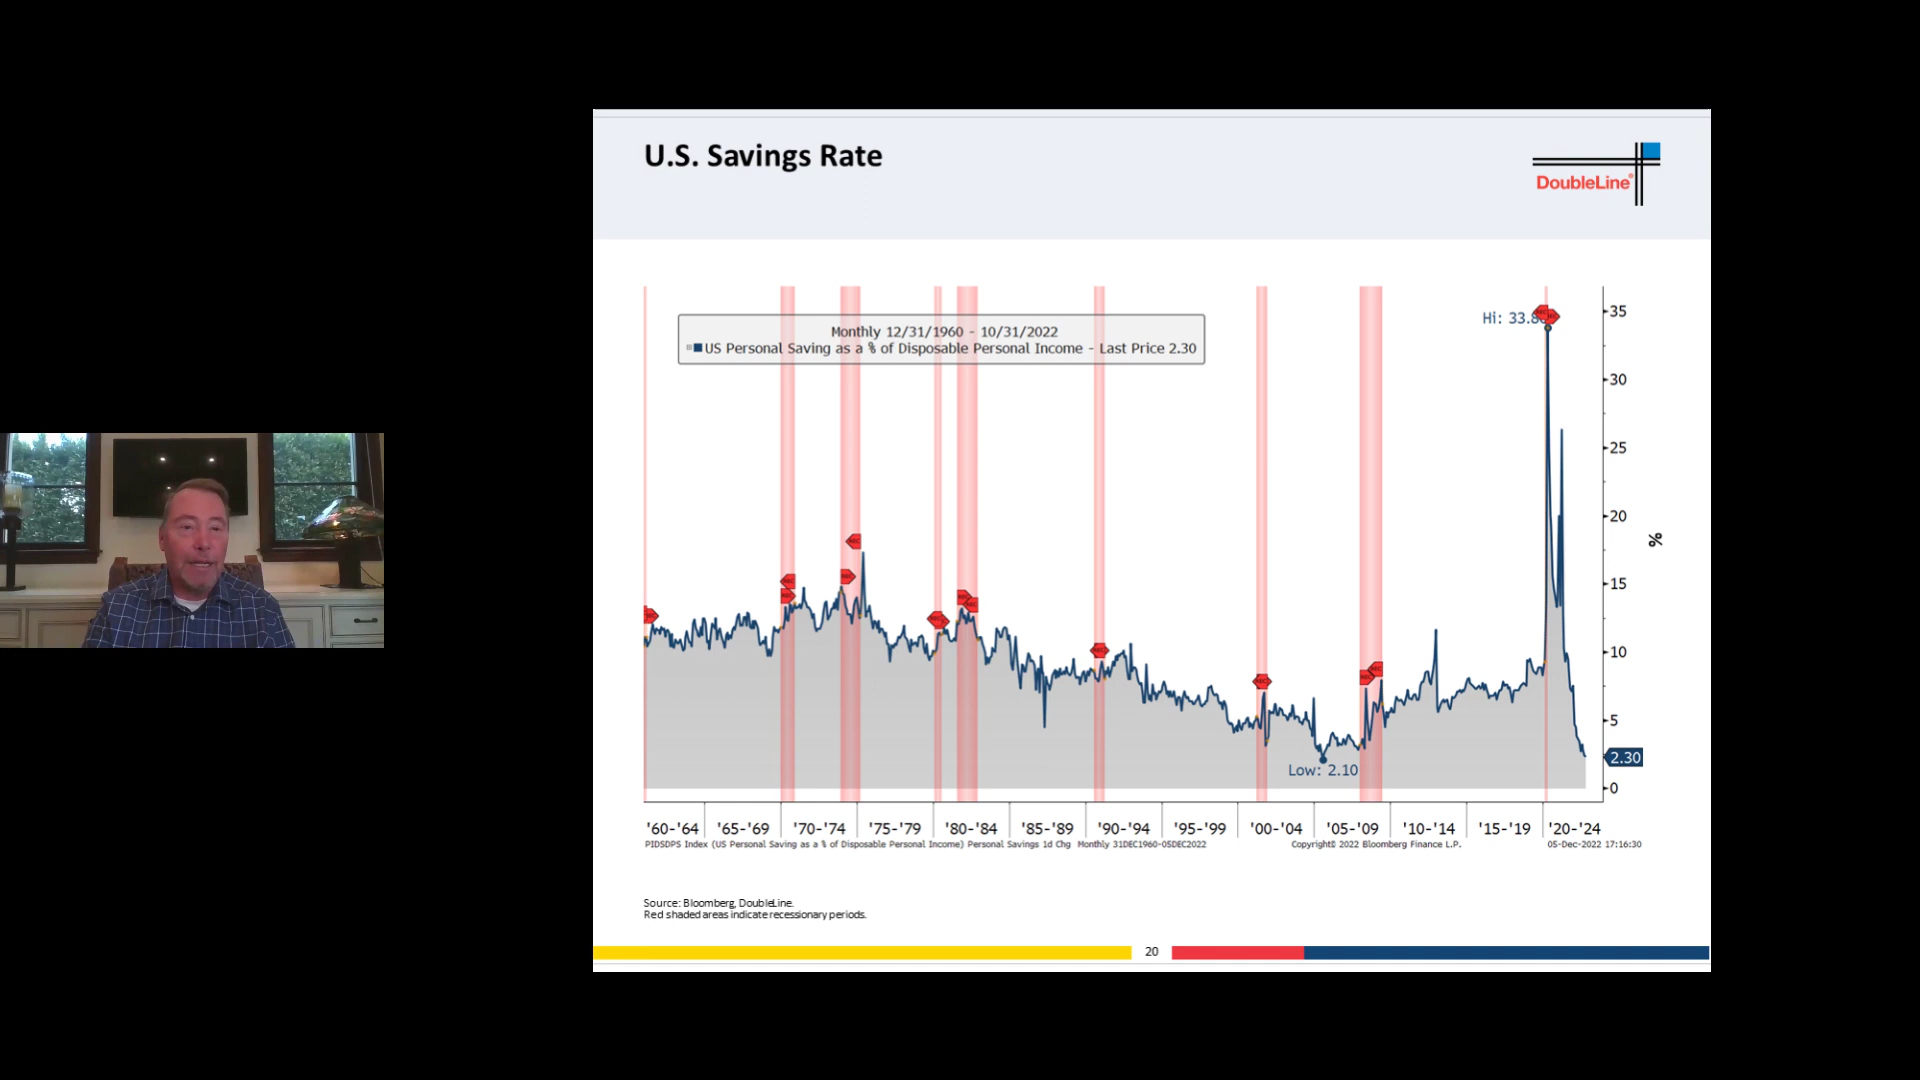 U.S. Savings Rate
DoubleLine®
Monthly 12/31/1960 - 10/31/2022
US Personal Saving as a % of Disposable Personal Income - Last Price 2.30
Hi: 33.8
35
30
25
20
15
10
5
2.30
0
%
Low: 2.10
'60-'64 '65-'69 '70-'74 '75-'79 '80-'84 '85-'89 '90-'94 '95-'99 '00-'04 '05-'09 '10-'14 '15-'19 '20-'24
PIDSDPS Index (US Personal Saving as a % of Disposable Personal Income) Personal Savings 1d Chg Monthly 31DEC1960-05DEC2022 Copyright© 2022 Bloomberg Finance L.P. 05-Dec-2022 17:16:30
Source: Bloomberg, DoubleLine.
Red shaded areas indicate recessionary periods.
20